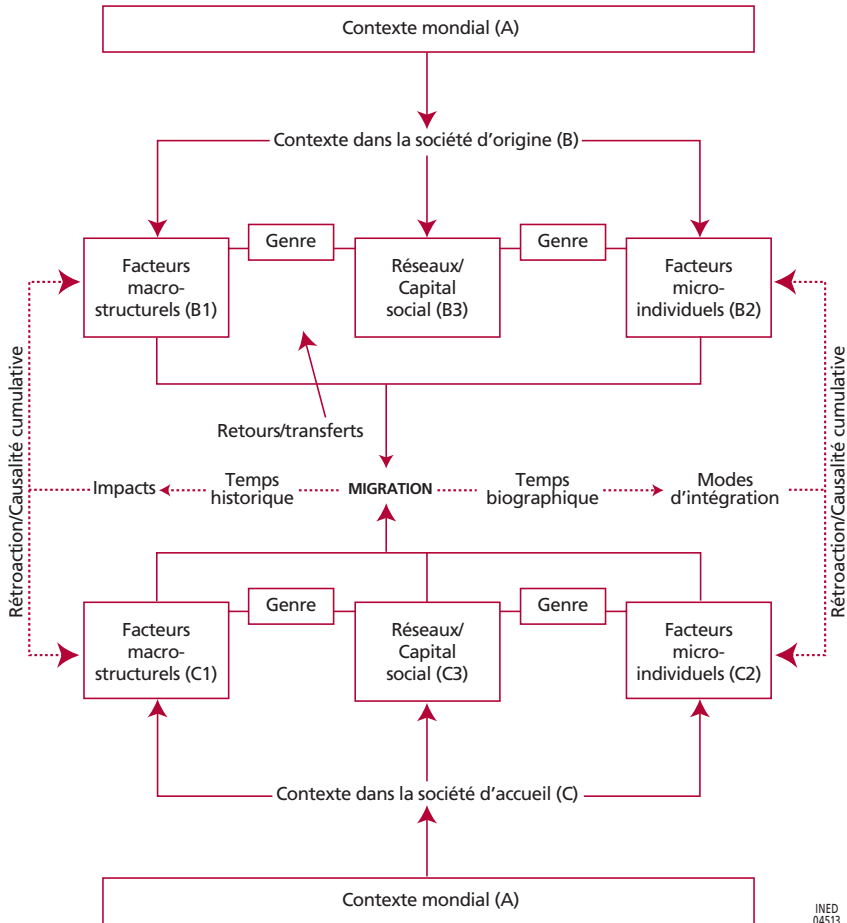 Contexte mondial (A)
Contexte dans la société d'origine (B)
Genre
Genre
Facteurs
macro-
structurels (B1)
Réseaux/
Capital
social (B3)
Facteurs
micro-
individuels (B2)
Rétroaction/Causalité cumulative
Rétroaction/Causalité cumulative
Retours/transferts
Impacts
Temps
historique
MIGRATION
Temps
biographique
Modes
d'intégration
Genre
Genre
Facteurs
macro-
structurels (C1)
Réseaux/
Capital
social (C3)
Facteurs
micro-
individuels (C2)
Contexte dans la société d'accueil (C)
Contexte mondial (A)
INED
04513